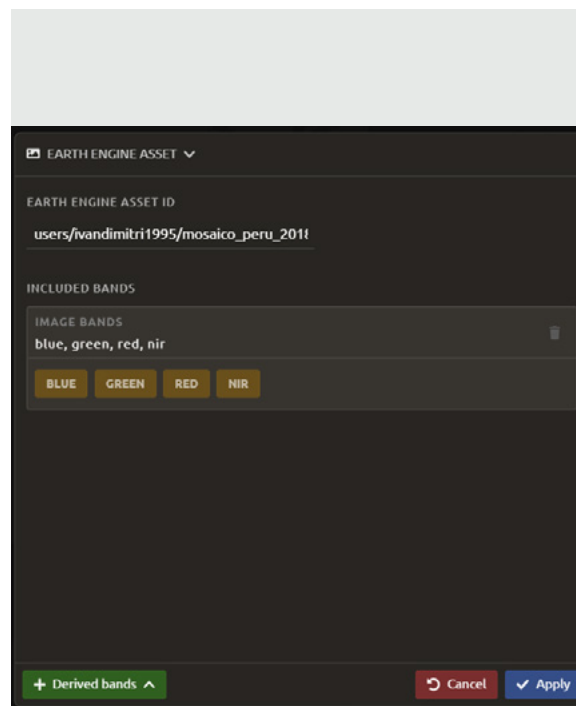 EARTH ENGINE ASSET
EARTH ENGINE ASSET ID
users/ivandimitri1995/mosaico_peru_2018
INCLUDED BANDS
IMAGE BANDS
blue, green, red, nir
BLUE GREEN RED NIR
+ Derived bands Cancel Apply